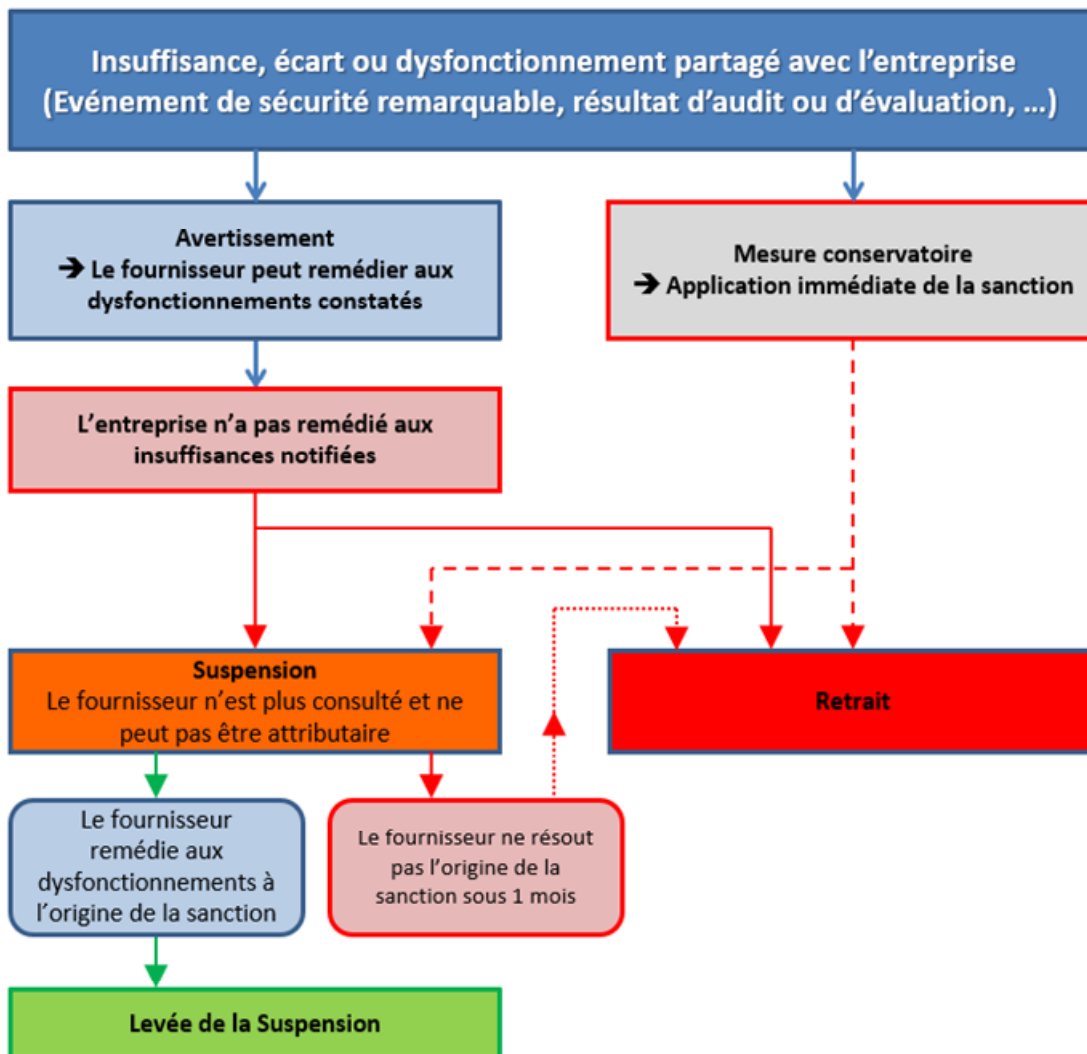 Insuffisance, écart ou dysfonctionnement partagé avec l’entreprise
(Evénement de sécurité remarquable, résultat d’audit ou d’évaluation, …)
Avertissement
➔ Le fournisseur peut remédier aux
dysfonctionnements constatés
Mesure conservatoire
➔ Application immédiate de la sanction
L’entreprise n’a pas remédié aux
insuffisances notifiées
Suspension
Le fournisseur n’est plus consulté et ne
peut pas être attributaire
Retrait
Le fournisseur
remédie aux
dysfonctionnements à
l’origine de la sanction
Le fournisseur ne résout
pas l’origine de la
sanction sous 1 mois
Levée de la Suspension